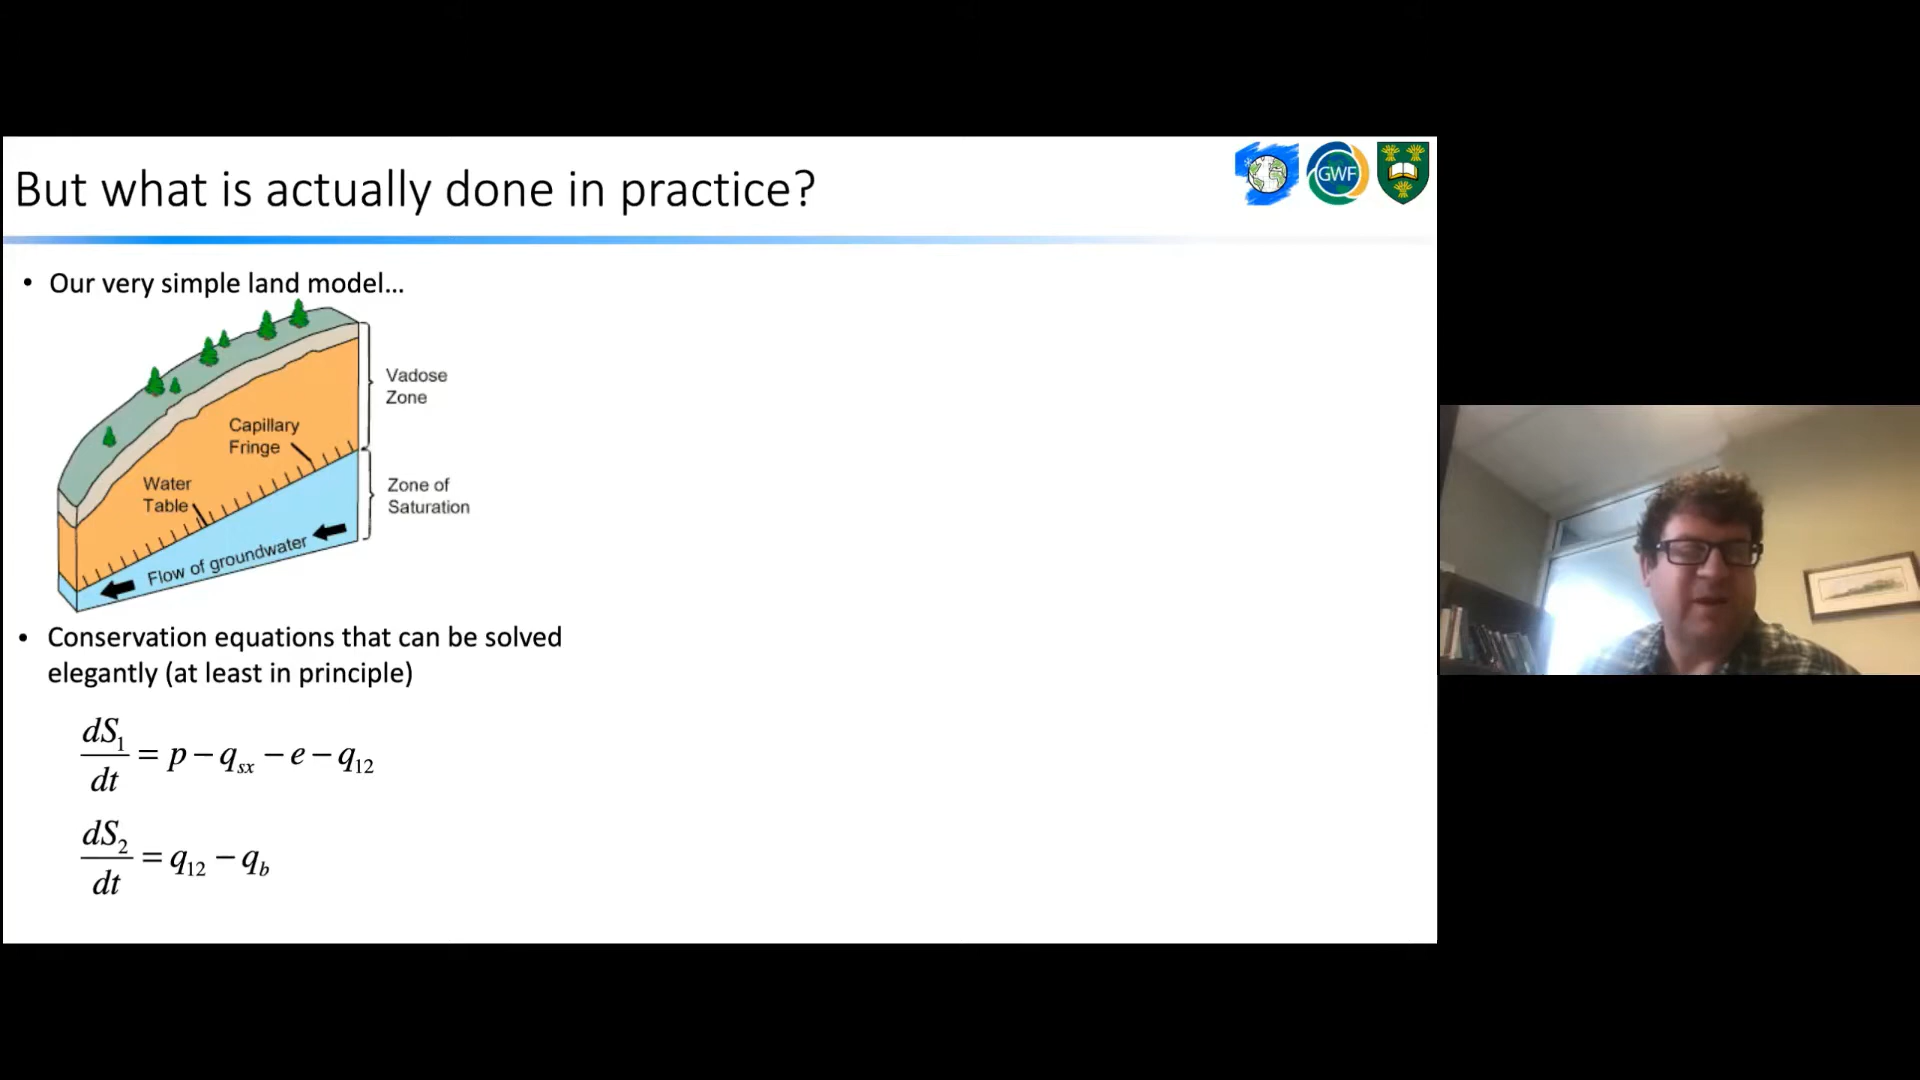 But what is actually done in practice?
GWF
• Our very simple land model...
Vadose
Zone
Capillary
Fringe
Water
Table
Zone of
Saturation
Flow of groundwater
• Conservation equations that can be solved
elegantly (at least in principle)
dS₁/dt = p − qₛₓ − e − q₁₂
dS₂/dt = q₁₂ − q_b